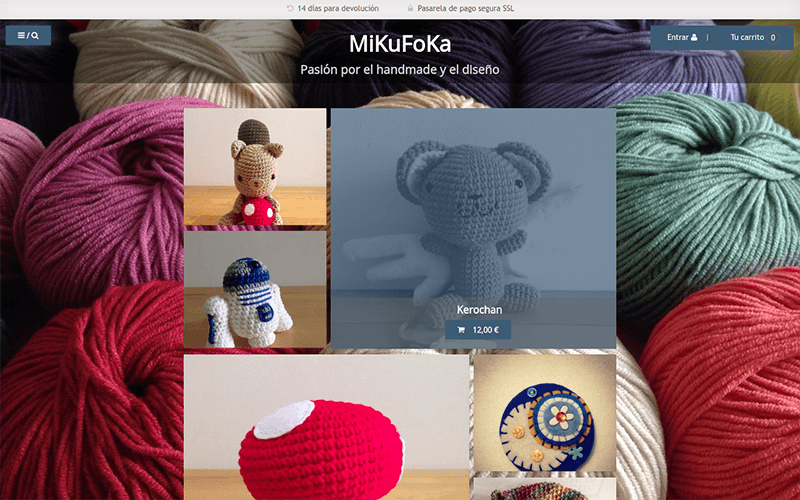 14 días para devolución
Pasarela de pago segura SSL
/
MiKuFoKa
Entrar |
Tu carrito 0
Pasión por el handmade y el diseño
Kerochan
12,00 €